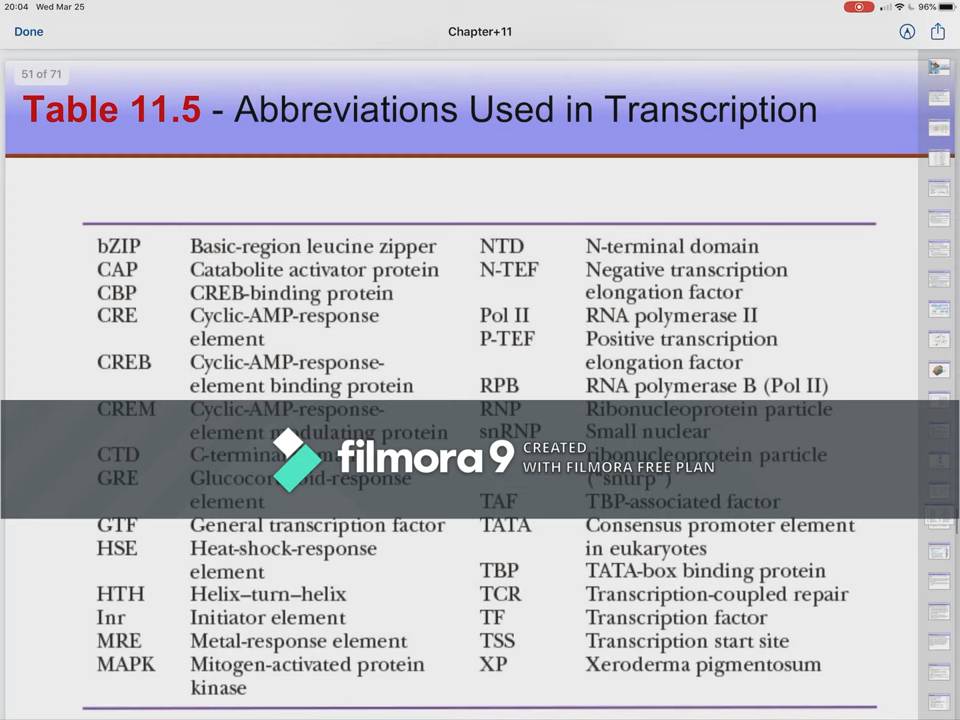 20:04 Wed Mar 25
96%
Done
Chapter+11
51 of 71
Table 11.5 - Abbreviations Used in Transcription
bZIP Basic-region leucine zipper
CAP Catabolite activator protein
CBP CREB-binding protein
CRE Cyclic-AMP-response
element
CREB Cyclic-AMP-response-
element binding protein
CREM Cyclic-AMP-response-
element modulating protein
CTD C-terminal
GRE Glucocorticoid-response
element
GTF General transcription factor
HSE Heat-shock-response
element
HTH Helix–turn–helix
Inr Initiator element
MRE Metal-response element
MAPK Mitogen-activated protein
kinase
NTD N-terminal domain
N-TEF Negative transcription
elongation factor
Pol II RNA polymerase II
P-TEF Positive transcription
elongation factor
RPB RNA polymerase B (Pol II)
RNP Ribonucleoprotein particle
snRNP Small nuclear
ribonucleoprotein particle
("snurp")
TAF TBP-associated factor
TATA Consensus promoter element
in eukaryotes
TBP TATA-box binding protein
TCR Transcription-coupled repair
TF Transcription factor
TSS Transcription start site
XP Xeroderma pigmentosum
filmora 9
CREATED
WITH FILMORA FREE PLAN